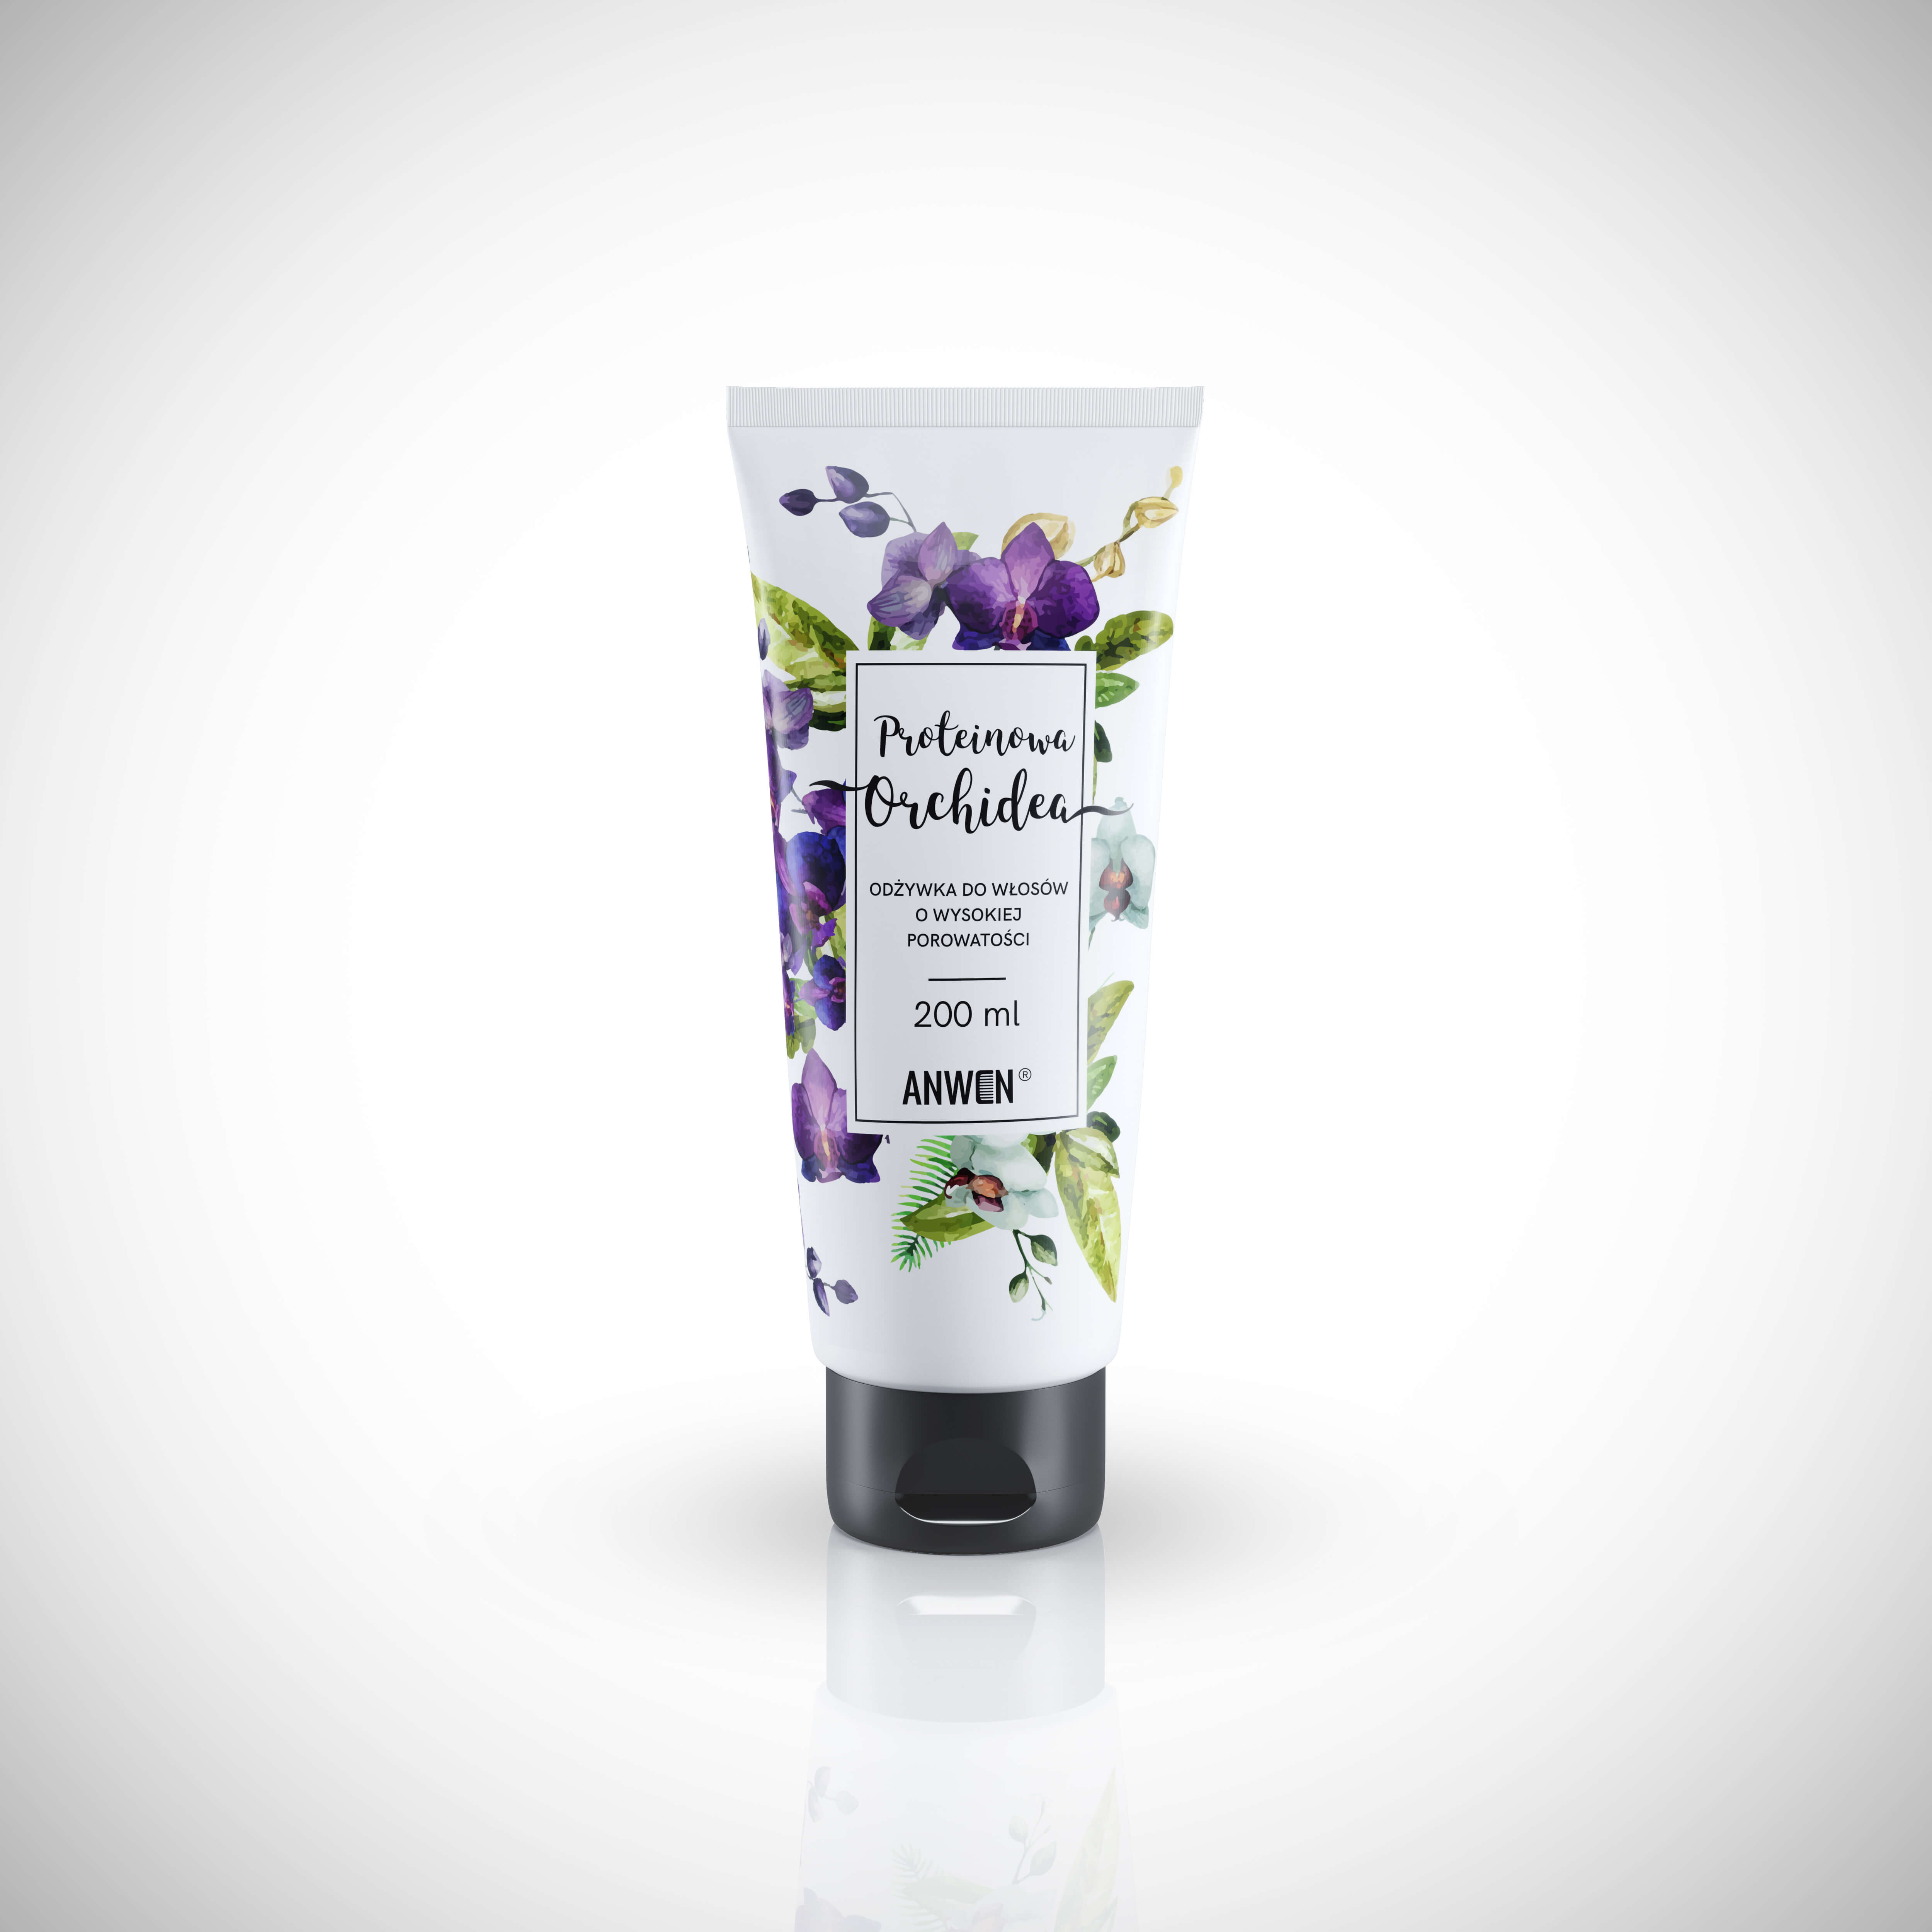 Proteinowa
Orchidea
ODŻYWKA DO WŁOSÓW
O WYSOKIEJ
POROWATOŚCI
200 ml
ANWEN®